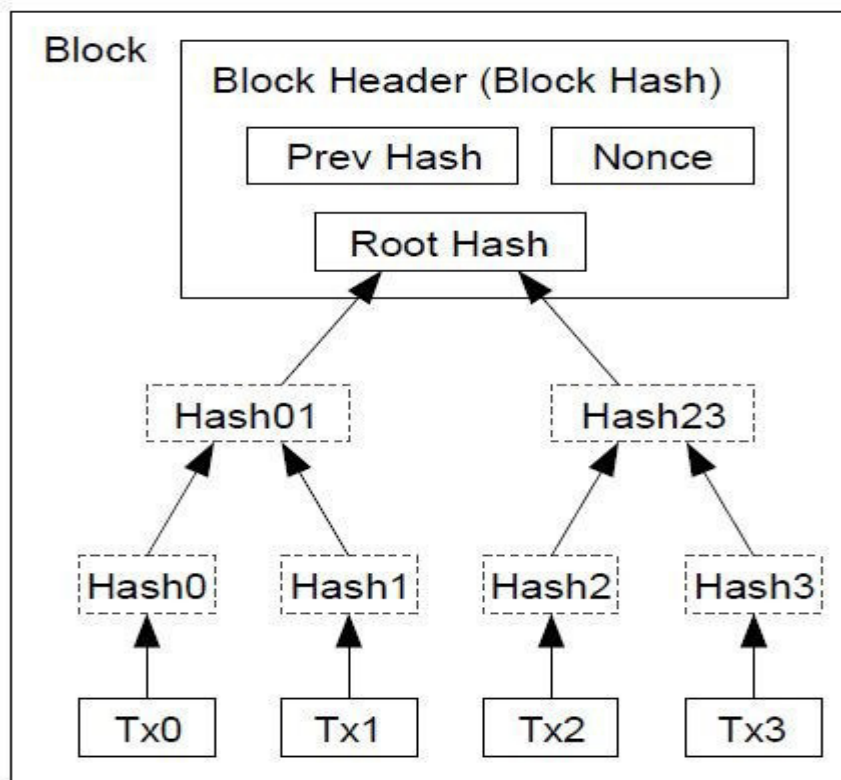 Block
Block Header (Block Hash)
Prev Hash Nonce
Root Hash
Hash01 Hash23
Hash0 Hash1 Hash2 Hash3
Tx0 Tx1 Tx2 Tx3